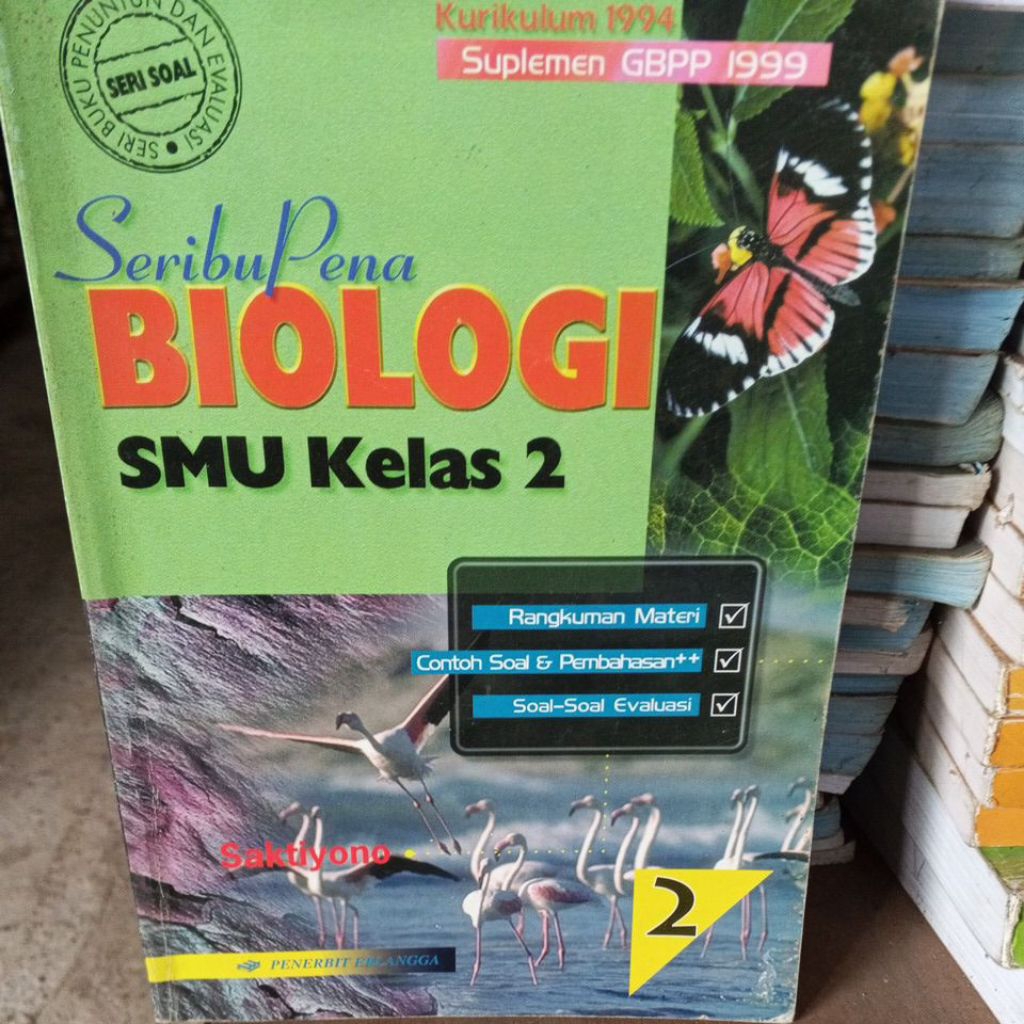 Kurikulum 1994
Suplemen GBPP 1999
SERI BUKU PENUNTUN DAN EVALUASI
SERI SOAL
SeribuPena
BIOLOGI
SMU Kelas 2
Rangkuman Materi
Contoh Soal & Pembahasan++
Soal-Soal Evaluasi
Saktiyono
2
PENERBIT ERLANGGA